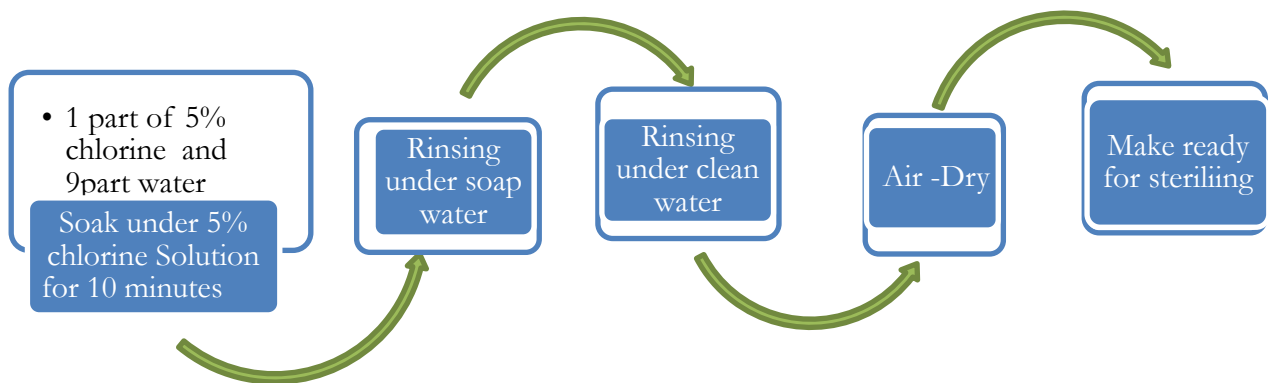 • 1 part of 5%
chlorine and
9part water
Soak under 5%
chlorine Solution
for 10 minutes
Rinsing
under soap
water
Rinsing
under clean
water
Air -Dry
Make ready
for steriliing